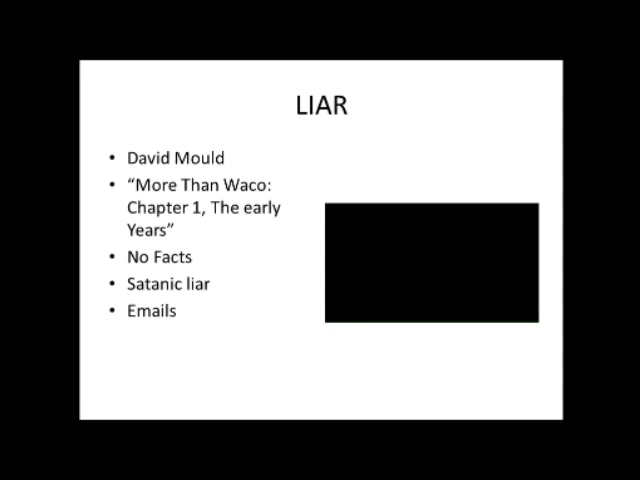 LIAR
• David Mould
• “More Than Waco:
Chapter 1, The early
Years”
• No Facts
• Satanic liar
• Emails